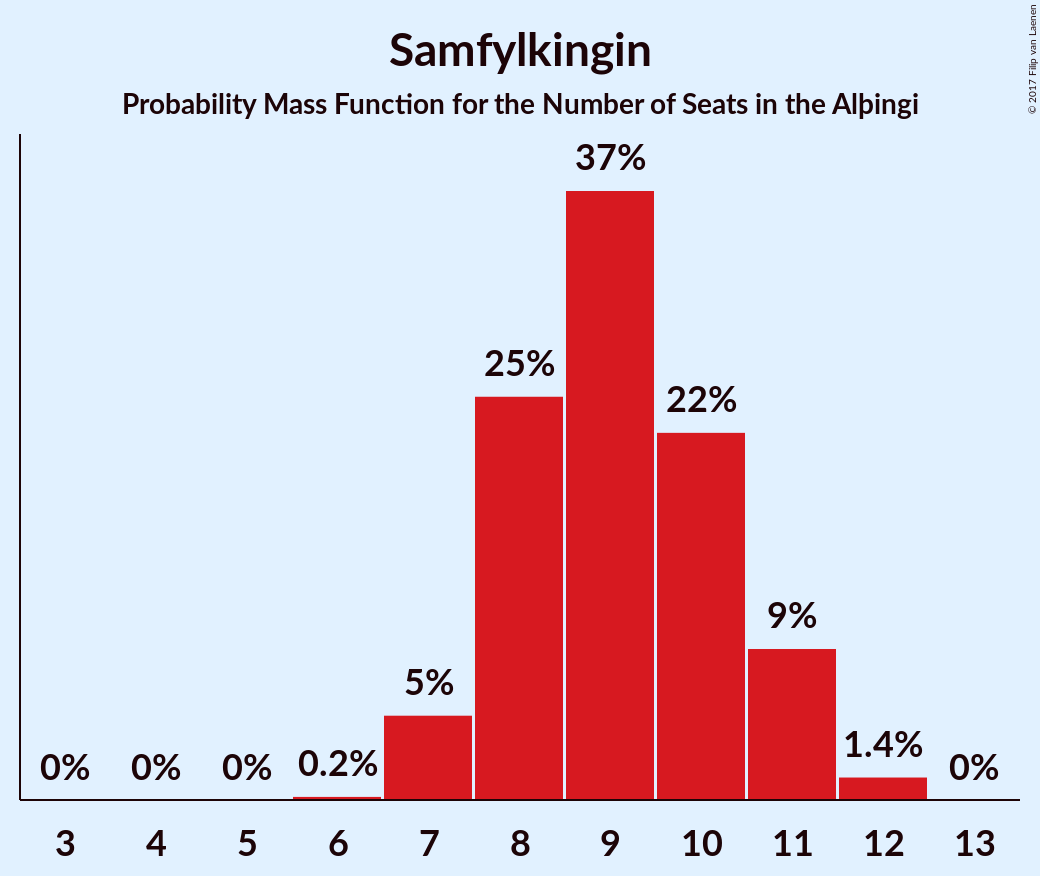 Samfylkingin
Probability Mass Function for the Number of Seats in the Alþingi
© 2017 Filip van Laenen
37%
25%
22%
9%
5%
1.4%
0% 0% 0% 0.2% 0%
3 4 5 6 7 8 9 10 11 12 13